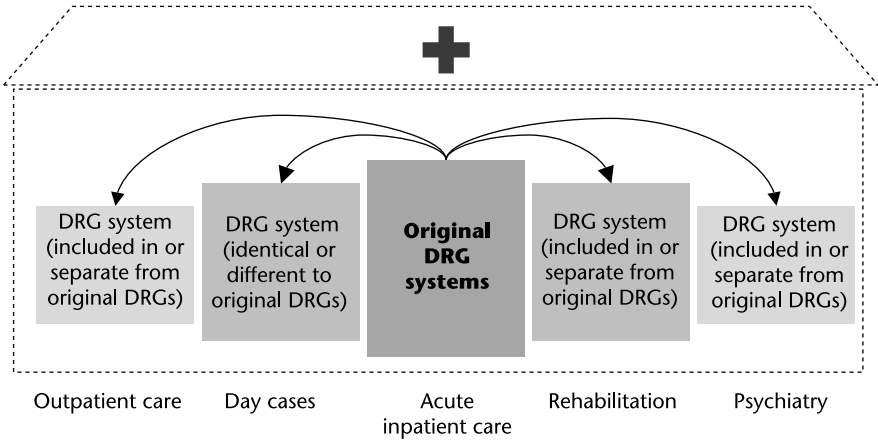 DRG system
(included in or
separate from
original DRGs)
DRG system
(identical or
different to
original DRGs)
Original
DRG
systems
DRG system
(included in or
separate from
original DRGs)
DRG system
(included in or
separate from
original DRGs)
Outpatient care
Day cases
Acute
inpatient care
Rehabilitation
Psychiatry